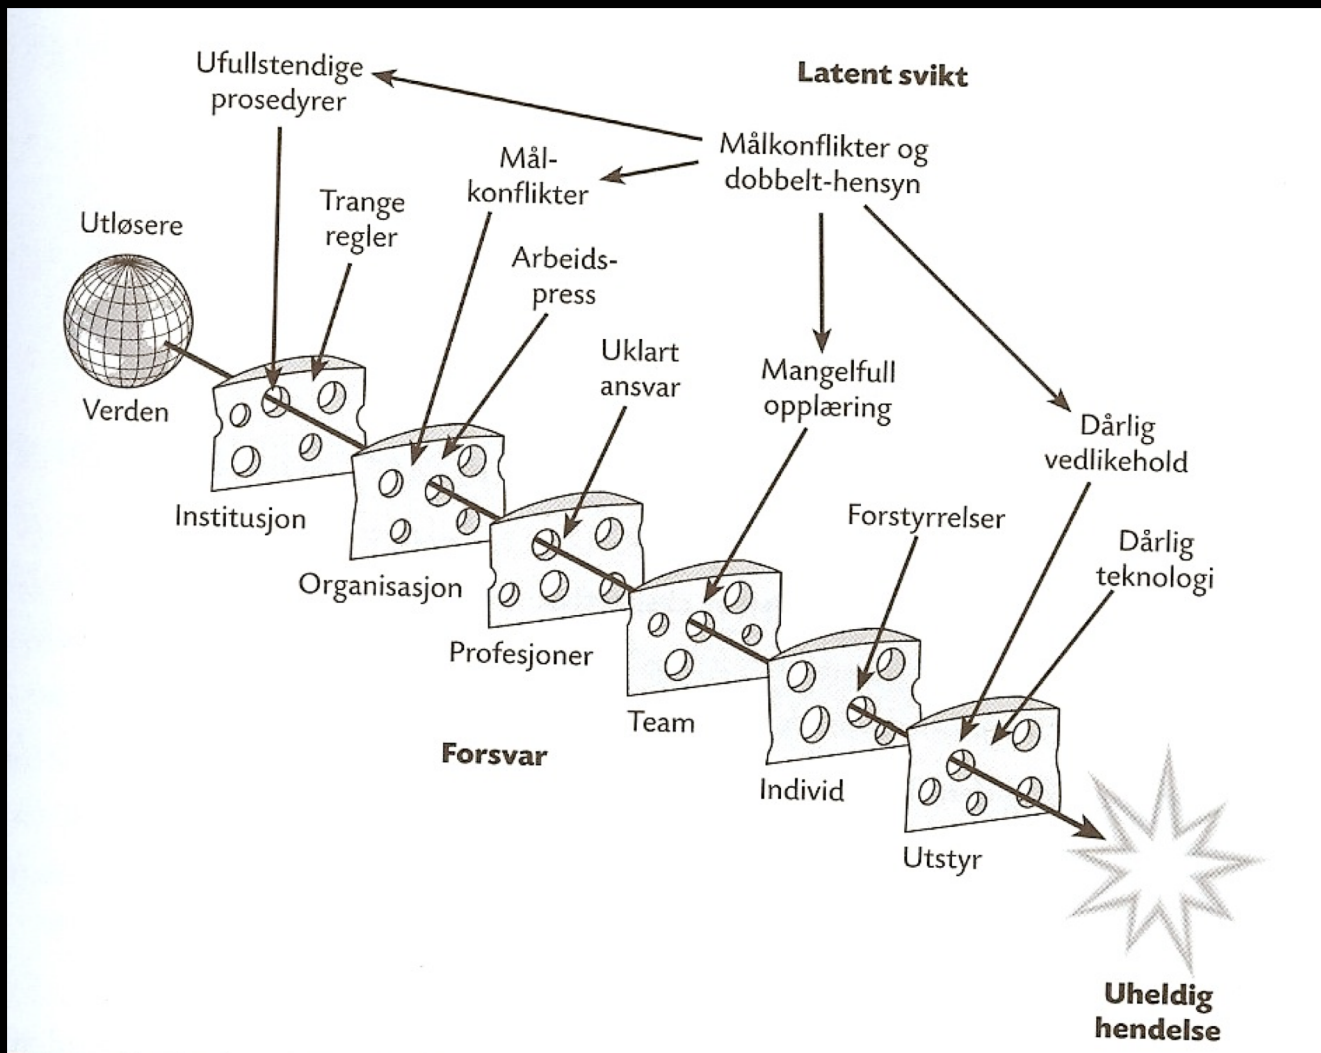 Ufullstendige
prosedyrer
Latent svikt
Målkonflikter og
dobbelt-hensyn
Mål-
konflikter
Trange
regler
Utløsere
Arbeids-
press
Uklart
ansvar
Mangelfull
opplæring
Verden
Dårlig
vedlikehold
Institusjon
Forstyrrelser
Dårlig
teknologi
Organisasjon
Profesjoner
Team
Forsvar
Individ
Utstyr
Uheldig
hendelse